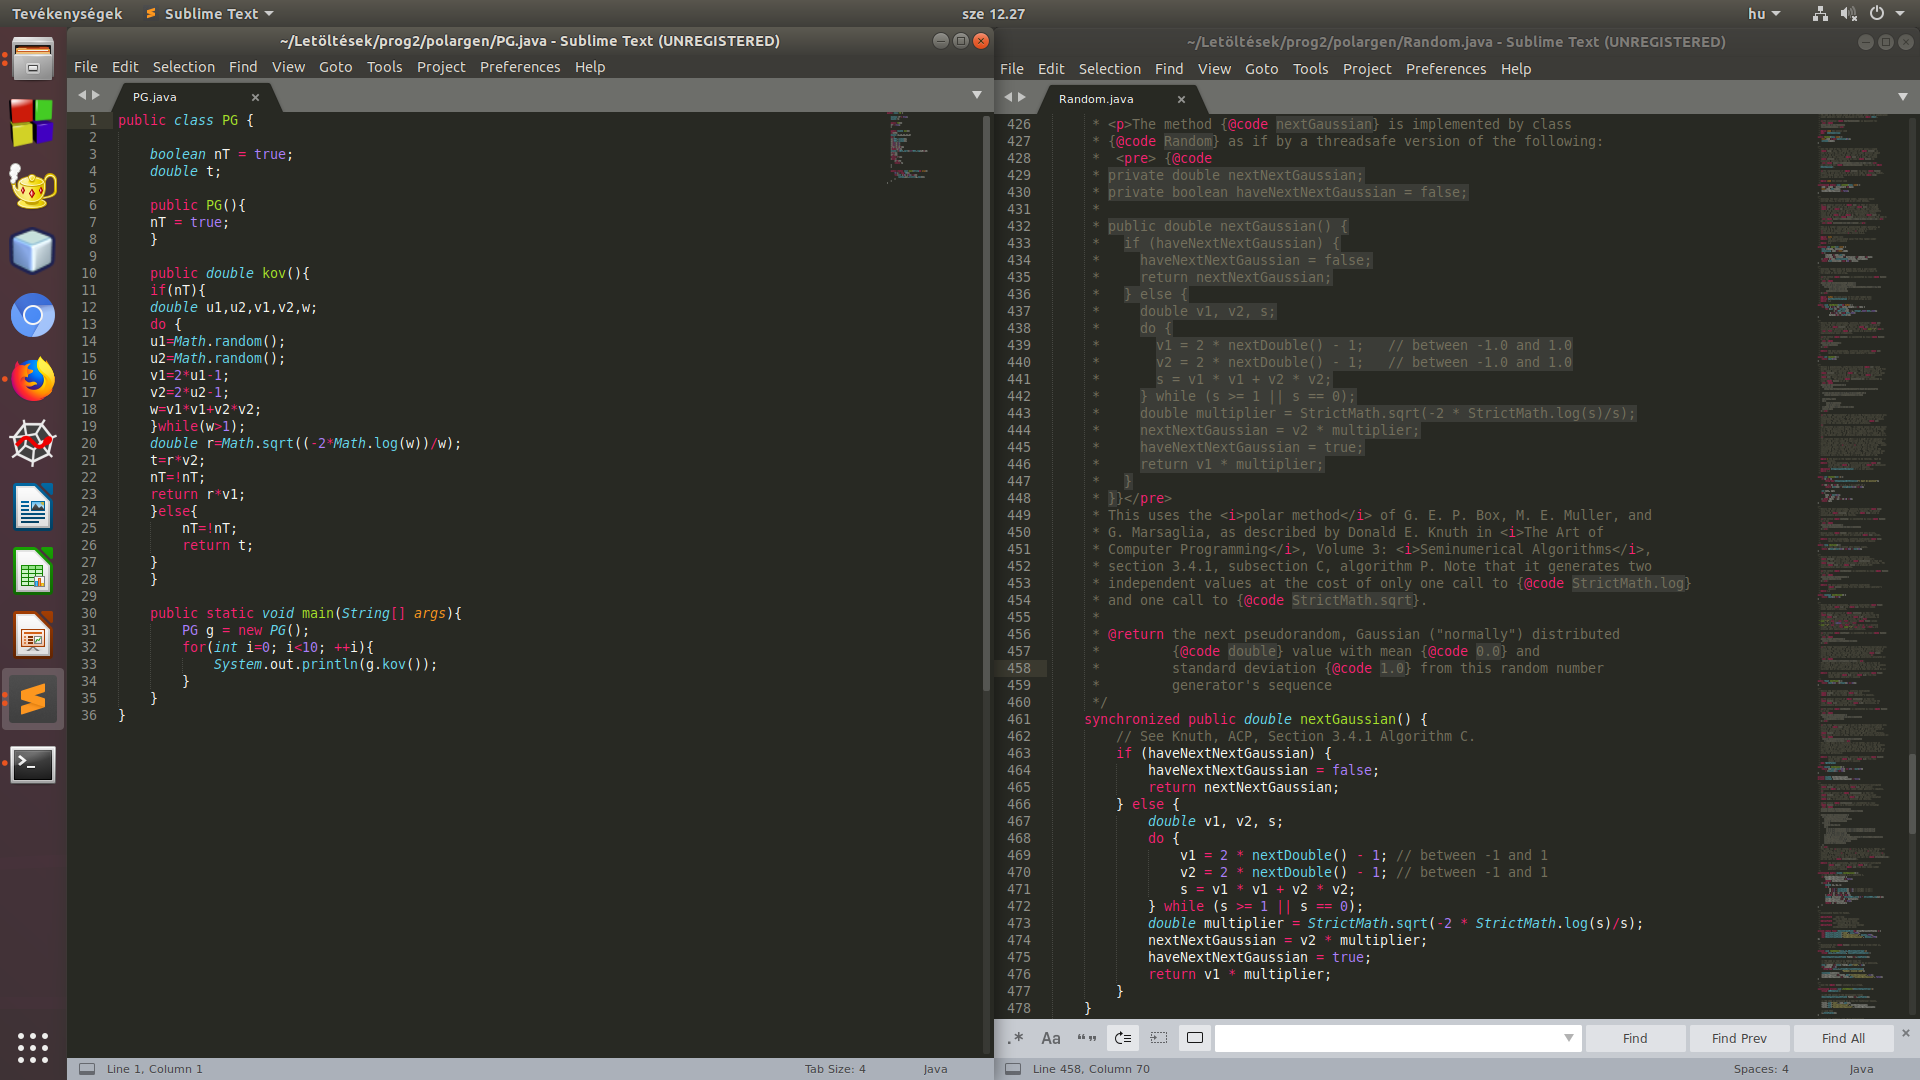 Tevékenységek
Sublime Text
sze 12.27
hu
~/Letöltések/prog2/polargen/PG.java - Sublime Text (UNREGISTERED)
File Edit Selection Find View Goto Tools Project Preferences Help
PG.java
1 public class PG {
2
3 boolean nT = true;
4 double t;
5
6 public PG(){
7 nT = true;
8 }
9
10 public double kov(){
11 if(nT){
12 double u1,u2,v1,v2,w;
13 do {
14 u1=Math.random();
15 u2=Math.random();
16 v1=2*u1-1;
17 v2=2*u2-1;
18 w=v1*v1+v2*v2;
19 }while(w>1);
20 double r=Math.sqrt((-2*Math.log(w))/w);
21 t=r*v2;
22 nT=!nT;
23 return r*v1;
24 }else{
25 nT=!nT;
26 return t;
27 }
28 }
29
30 public static void main(String[] args){
31 PG g = new PG();
32 for(int i=0; i<10; ++i){
33 System.out.println(g.kov());
34 }
35 }
36 }
Line 1, Column 1
Tab Size: 4
Java
~/Letöltések/prog2/polargen/Random.java - Sublime Text (UNREGISTERED)
File Edit Selection Find View Goto Tools Project Preferences Help
Random.java
426 * <p>The method {@code nextGaussian} is implemented by class
427 * {@code Random} as if by a threadsafe version of the following:
428 * <pre> {@code
429 * private double nextNextGaussian;
430 * private boolean haveNextNextGaussian = false;
431 *
432 * public double nextGaussian() {
433 * if (haveNextNextGaussian) {
434 * haveNextNextGaussian = false;
435 * return nextNextGaussian;
436 * } else {
437 * double v1, v2, s;
438 * do {
439 * v1 = 2 * nextDouble() - 1; // between -1.0 and 1.0
440 * v2 = 2 * nextDouble() - 1; // between -1.0 and 1.0
441 * s = v1 * v1 + v2 * v2;
442 * } while (s >= 1 || s == 0);
443 * double multiplier = StrictMath.sqrt(-2 * StrictMath.log(s)/s);
444 * nextNextGaussian = v2 * multiplier;
445 * haveNextNextGaussian = true;
446 * return v1 * multiplier;
447 * }
448 * }}</pre>
449 * This uses the <i>polar method</i> of G. E. P. Box, M. E. Muller, and
450 * G. Marsaglia, as described by Donald E. Knuth in <i>The Art of
451 * Computer Programming</i>, Volume 3: <i>Seminumerical Algorithms</i>,
452 * section 3.4.1, subsection C, algorithm P. Note that it generates two
453 * independent values at the cost of only one call to {@code StrictMath.log}
454 * and one call to {@code StrictMath.sqrt}.
455 *
456 * @return the next pseudorandom, Gaussian ("normally") distributed
457 * {@code double} value with mean {@code 0.0} and
458 * standard deviation {@code 1.0} from this random number
459 * generator's sequence
460 */
461 synchronized public double nextGaussian() {
462 // See Knuth, ACP, Section 3.4.1 Algorithm C.
463 if (haveNextNextGaussian) {
464 haveNextNextGaussian = false;
465 return nextNextGaussian;
466 } else {
467 double v1, v2, s;
468 do {
469 v1 = 2 * nextDouble() - 1; // between -1 and 1
470 v2 = 2 * nextDouble() - 1; // between -1 and 1
471 s = v1 * v1 + v2 * v2;
472 } while (s >= 1 || s == 0);
473 double multiplier = StrictMath.sqrt(-2 * StrictMath.log(s)/s);
474 nextNextGaussian = v2 * multiplier;
475 haveNextNextGaussian = true;
476 return v1 * multiplier;
477 }
478 }
.* Aa “” Find Find Prev Find All
Line 458, Column 70
Spaces: 4
Java